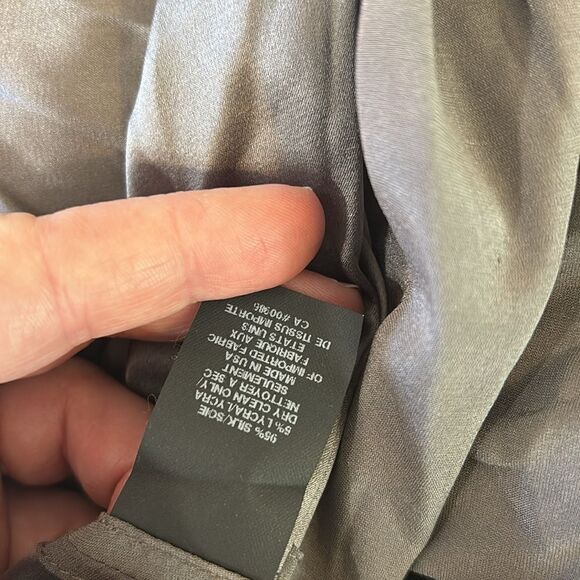 95% SILK/SOIE
5% LYCRA/LYCRA
DRY CLEAN ONLY/
NETTOYER A SEC
SEULEMENT
MADE IN USA
OF IMPORTED FABRIC
FABRIQUE AUX
ETATS UNIS
DE TISSUS IMPORTE
CA #00986